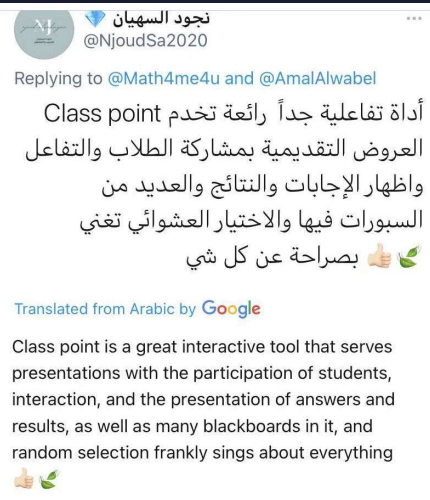 نجود السهيان 💎
@NjoudSa2020
Replying to @Math4me4u and @AmalAlwabel
أداة تفاعلية جداً رائعة تخدم Class point
العروض التقديمية بمشاركة الطلاب والتفاعل
واظهار الإجابات والنتائج والعديد من
السبورات فيها والاختيار العشوائي تغني
بصراحة عن كل شي 👍🏻🍃
Translated from Arabic by Google
Class point is a great interactive tool that serves
presentations with the participation of students,
interaction, and the presentation of answers and
results, as well as many blackboards in it, and
random selection frankly sings about everything
👍🏻🍃